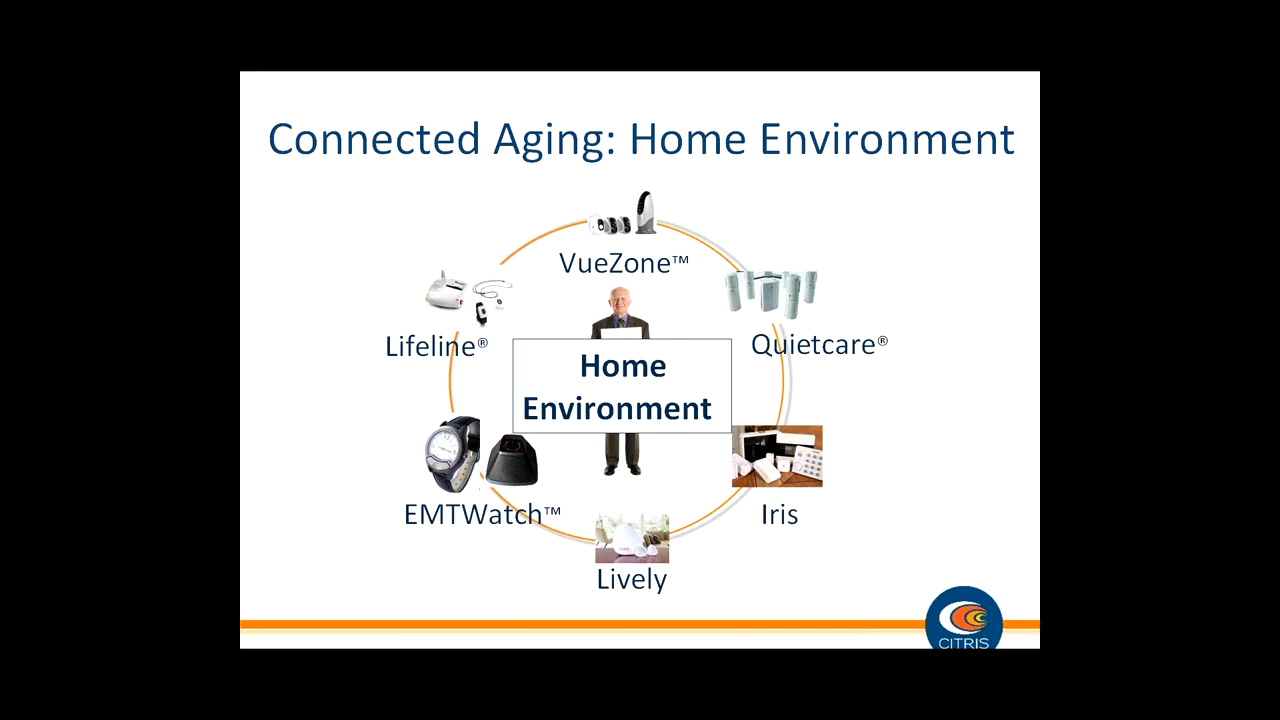 Connected Aging: Home Environment
VueZone™
Lifeline®
Quietcare®
Home
Environment
EMTWatch™
Iris
Lively
CITRIS